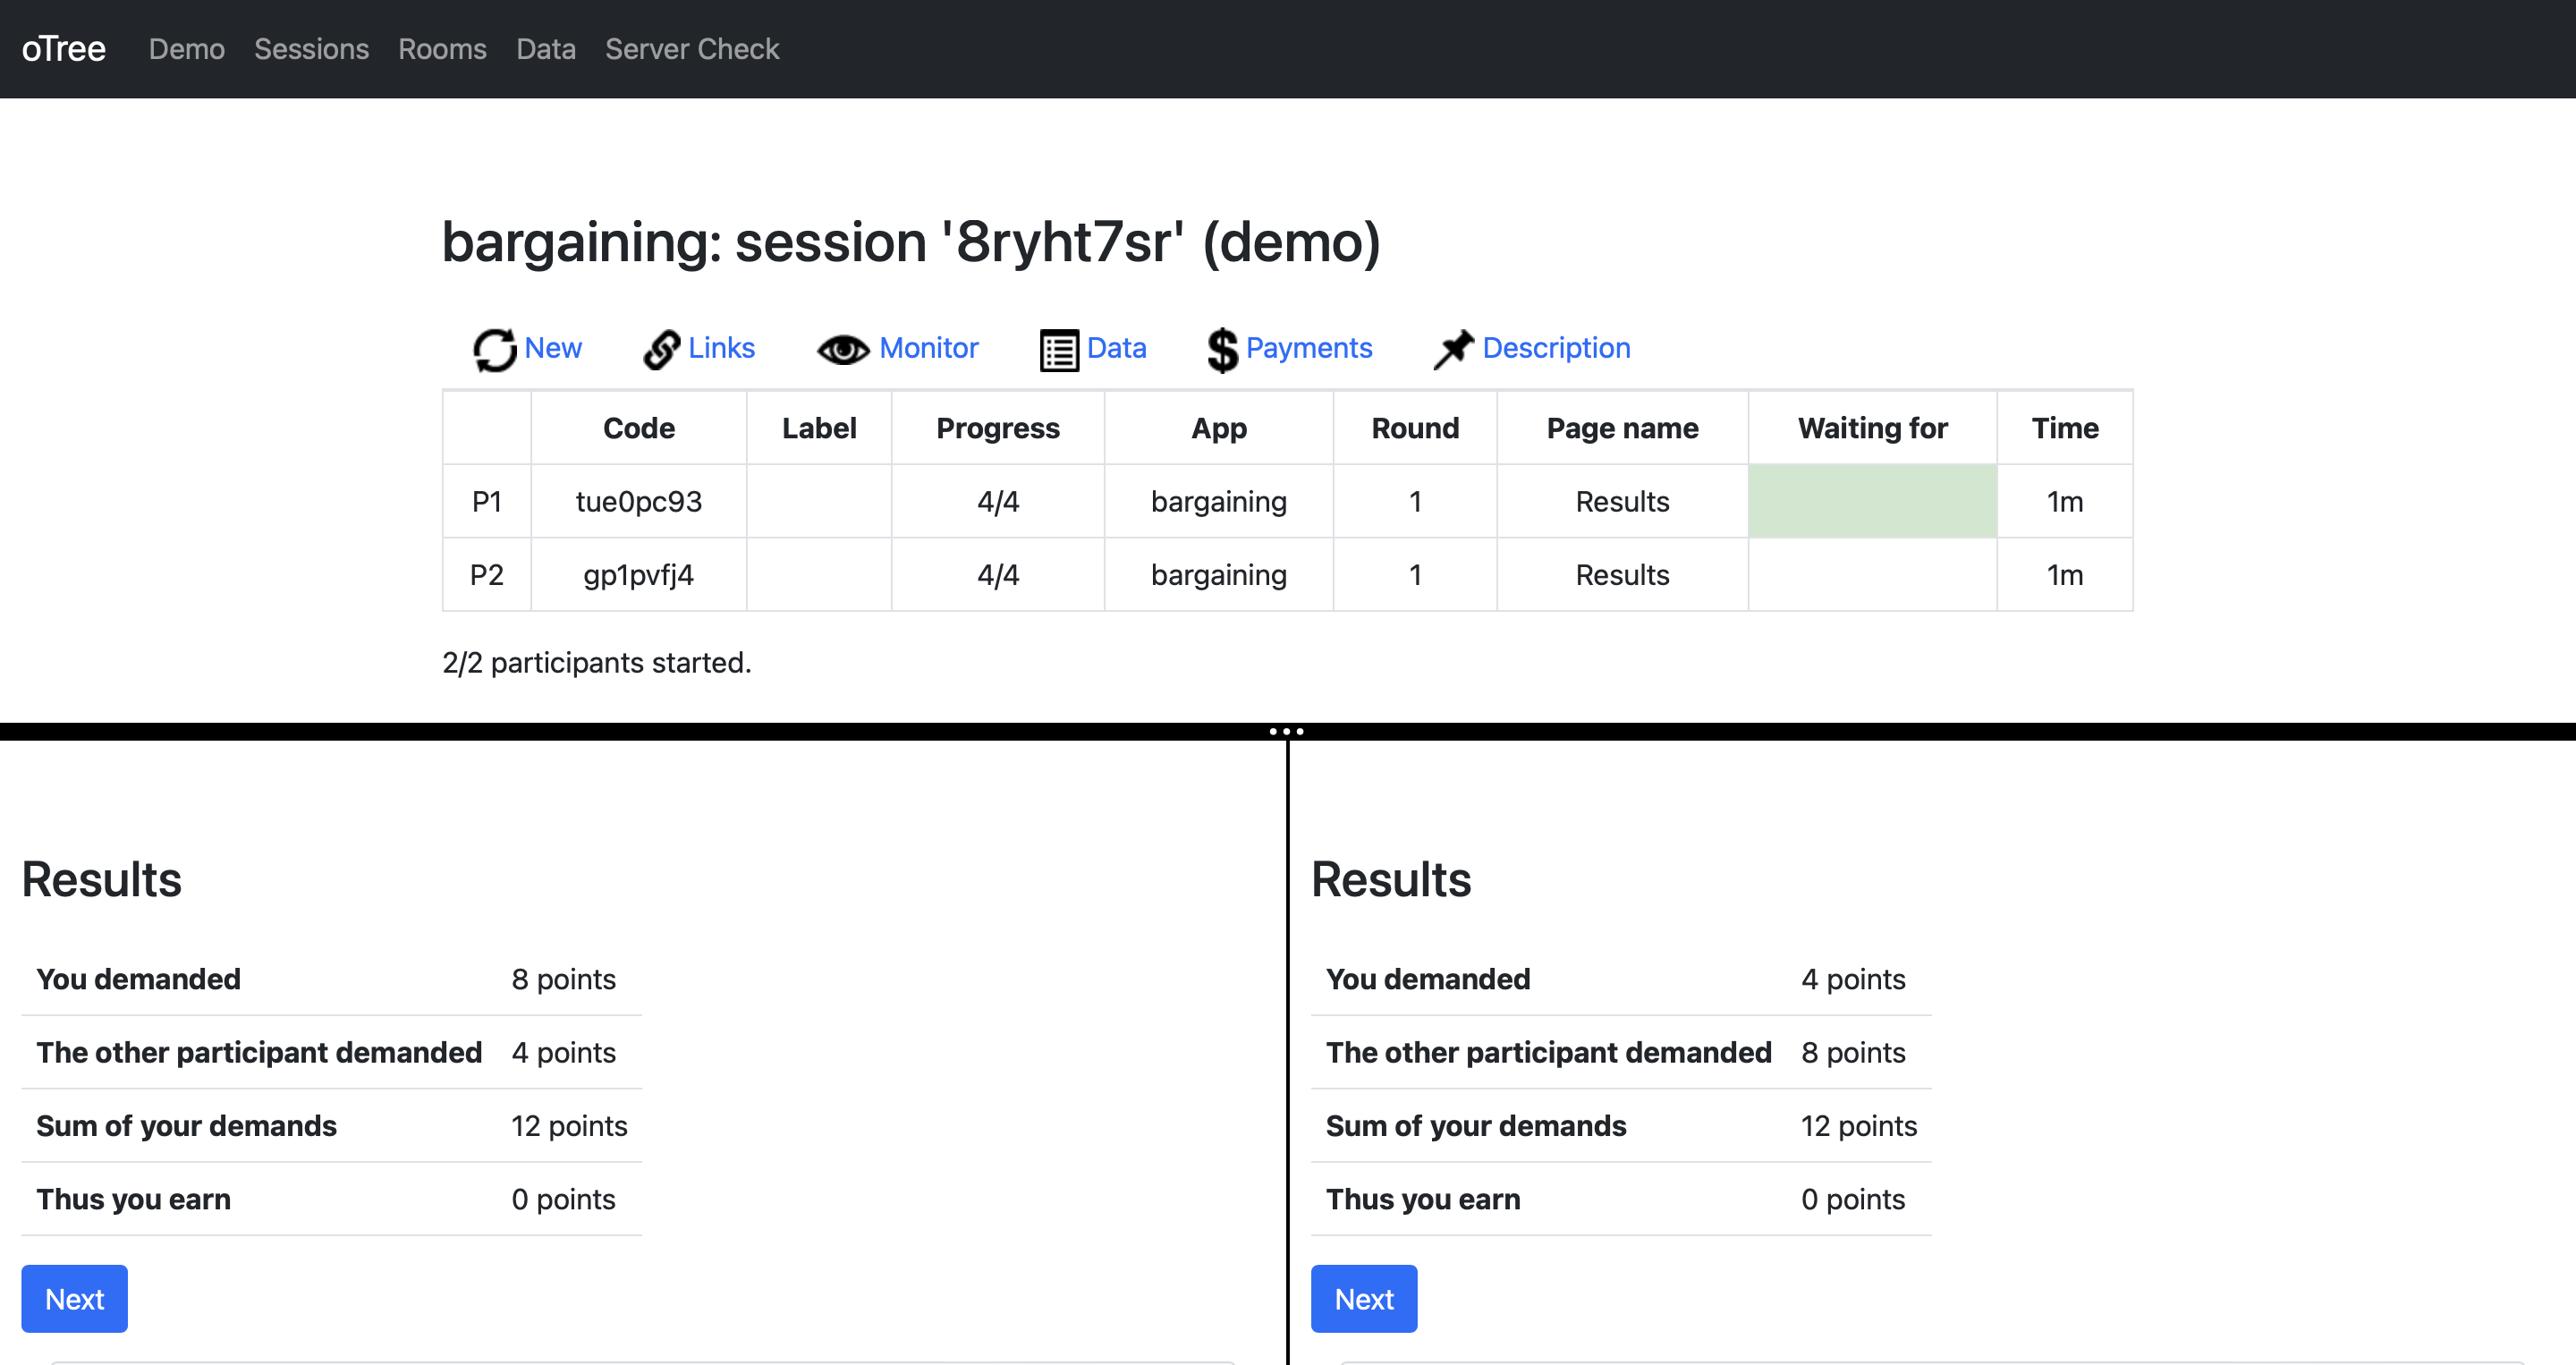 oTree Demo Sessions Rooms Data Server Check
bargaining: session '8ryht7sr' (demo)
New Links Monitor Data Payments Description
Code Label Progress App Round Page name Waiting for Time
P1 tue0pc93 4/4 bargaining 1 Results 1m
P2 gp1pvfj4 4/4 bargaining 1 Results 1m
2/2 participants started.
Results
You demanded 8 points
The other participant demanded 4 points
Sum of your demands 12 points
Thus you earn 0 points
Next
Results
You demanded 4 points
The other participant demanded 8 points
Sum of your demands 12 points
Thus you earn 0 points
Next